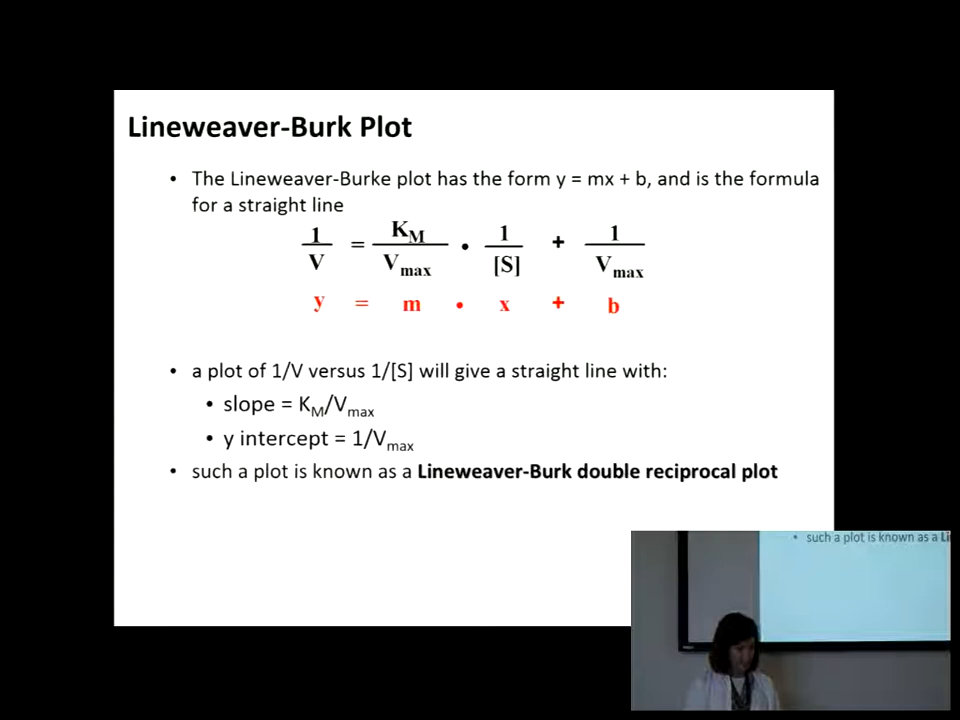 Lineweaver-Burk Plot
• The Lineweaver-Burke plot has the form y = mx + b, and is the formula
for a straight line
1/V = K_M/V_max • 1/[S] + 1/V_max
y = m • x + b
• a plot of 1/V versus 1/[S] will give a straight line with:
• slope = K_M/V_max
• y intercept = 1/V_max
• such a plot is known as a Lineweaver-Burk double reciprocal plot
• such a plot is known as a Li